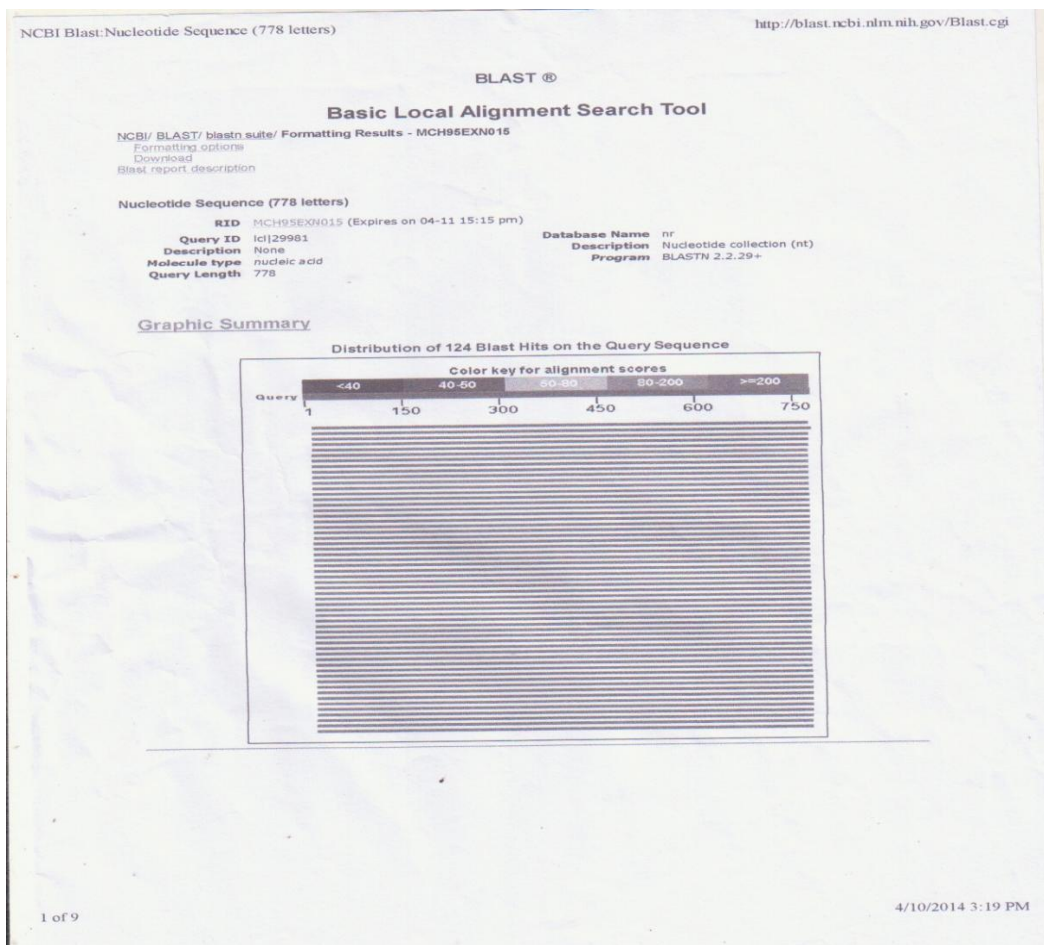 NCBI Blast:Nucleotide Sequence (778 letters)
http://blast.ncbi.nlm.nih.gov/Blast.cgi
BLAST ®
Basic Local Alignment Search Tool
NCBI/ BLAST/ blastn suite/ Formatting Results - MCH95EXN015
Formatting options
Download
Blast report description
Nucleotide Sequence (778 letters)
RID MCH95EXN015 (Expires on 04-11 15:15 pm)
Query ID lcl|29981
Description None
Molecule type nucleic acid
Query Length 778
Database Name nr
Description Nucleotide collection (nt)
Program BLASTN 2.2.29+
Graphic Summary
Distribution of 124 Blast Hits on the Query Sequence
Color key for alignment scores
<40 40-50 50-80 80-200 >=200
Query
1 150 300 450 600 750
1 of 9
4/10/2014 3:19 PM